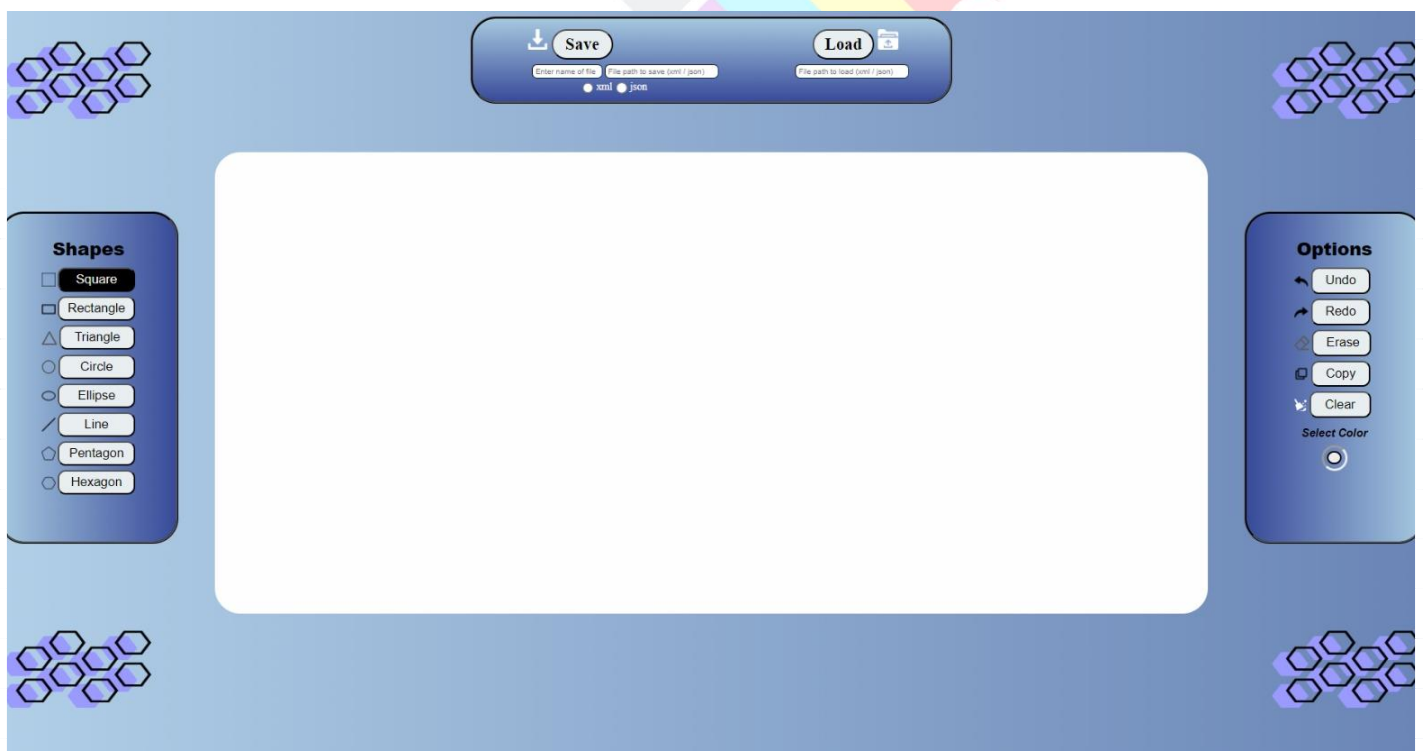 Save
Load
Enter name of file
File path to save (xml / json)
File path to load (xml / json)
xml
json
Shapes
Square
Rectangle
Triangle
Circle
Ellipse
Line
Pentagon
Hexagon
Options
Undo
Redo
Erase
Copy
Clear
Select Color